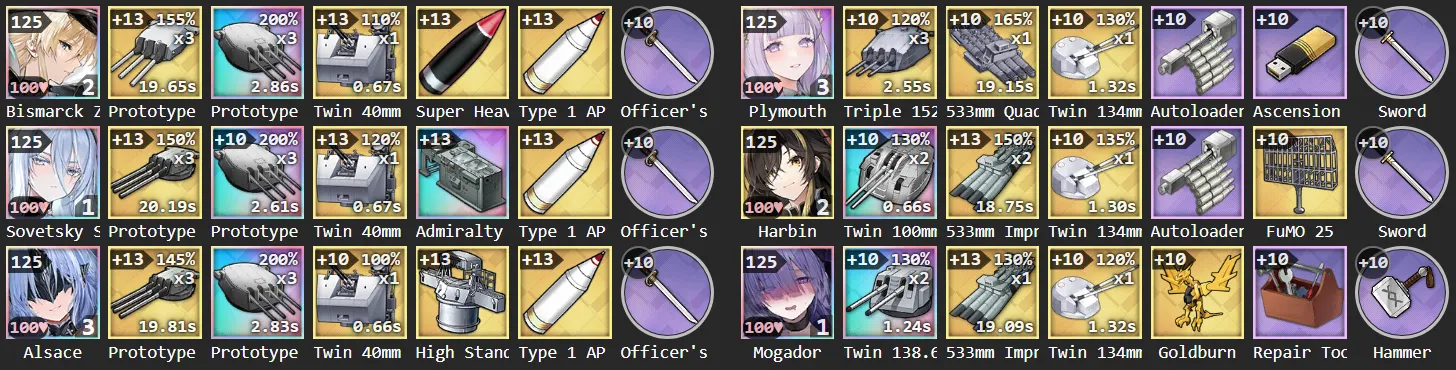 125 +13 155% +13 200% +13 110% +13 +13 +10 125 +10 120% +10 165% +10 130% +10 +10 +10
x3 x3 x1 x3 x1 x1
100♥ 2 19.65s 2.86s 0.67s 100♥ 3 2.55s 19.15s 1.32s
Bismarck Z Prototype Prototype Twin 40mm Super Heav Type 1 AP Officer's Plymouth Triple 152 533mm Quad Twin 134mm Autoloader Ascension Sword
125 +13 150% +10 200% +13 120% +13 +13 +10 125 +10 130% +13 150% +10 135% +10 +10 +10
x3 x3 x1 x2 x2 x1
100♥ 1 20.19s 2.61s 0.67s 100♥ 2 0.66s 18.75s 1.30s
Sovetsky S Prototype Prototype Twin 40mm Admiralty Type 1 AP Officer's Harbin Twin 100mm 533mm Impr Twin 134mm Autoloader FuMO 25 Sword
125 +13 145% 200% +10 100% +13 +13 +10 125 +10 130% +13 130% +10 120% +10 +10 +10
x3 x3 x1 x2 x1 x1
100♥ 3 19.81s 2.83s 0.66s 100♥ 1 1.24s 19.09s 1.32s
Alsace Prototype Prototype Twin 40mm High Stand Type 1 AP Officer's Mogador Twin 138.6 533mm Impr Twin 134mm Goldburn Repair Too Hammer